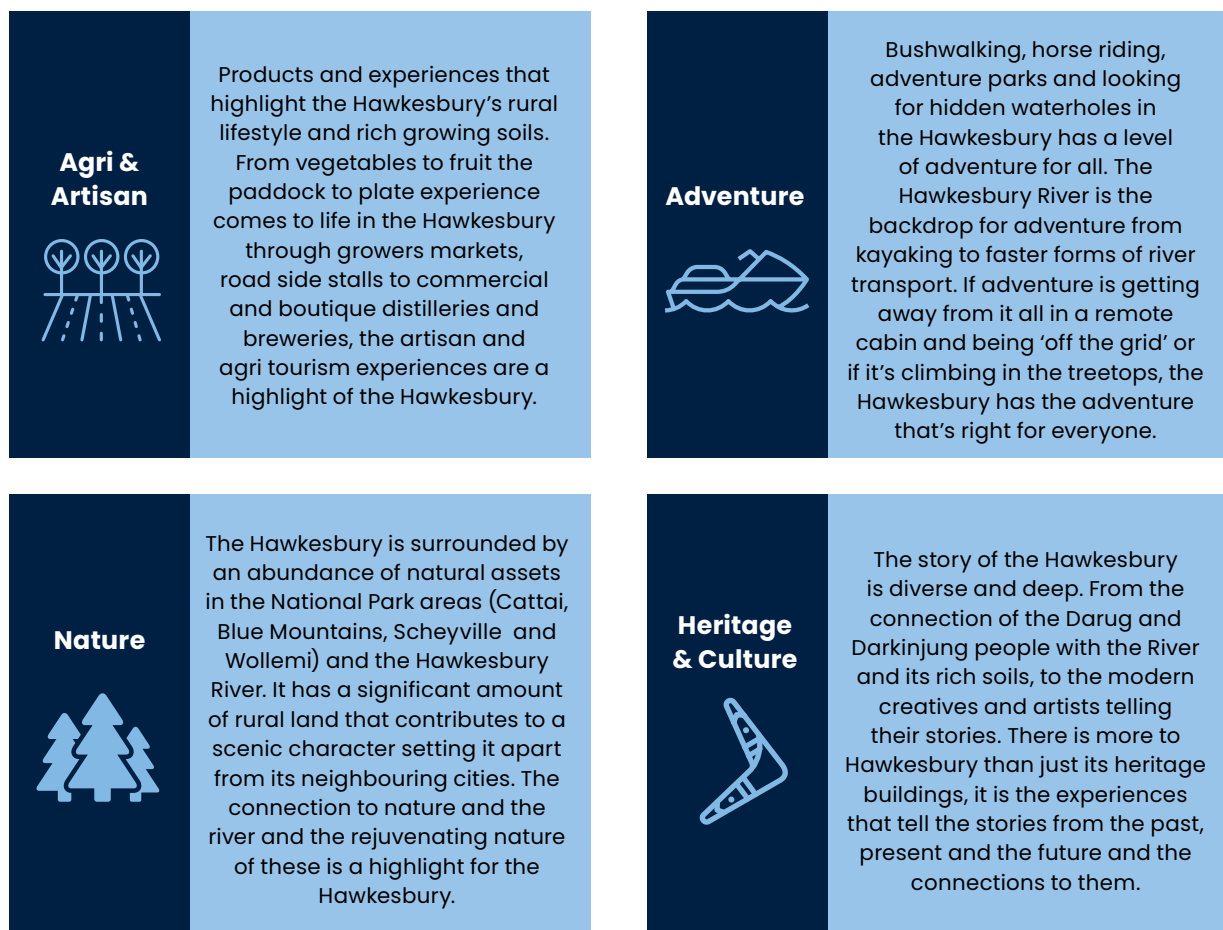 Agri &
Artisan
Products and experiences that
highlight the Hawkesbury’s rural
lifestyle and rich growing soils.
From vegetables to fruit the
paddock to plate experience
comes to life in the Hawkesbury
through growers markets,
road side stalls to commercial
and boutique distilleries and
breweries, the artisan and
agri tourism experiences are a
highlight of the Hawkesbury.
Adventure
Bushwalking, horse riding,
adventure parks and looking
for hidden waterholes in
the Hawkesbury has a level
of adventure for all. The
Hawkesbury River is the
backdrop for adventure from
kayaking to faster forms of river
transport. If adventure is getting
away from it all in a remote
cabin and being ‘off the grid’ or
if it’s climbing in the treetops, the
Hawkesbury has the adventure
that’s right for everyone.
Nature
The Hawkesbury is surrounded by
an abundance of natural assets
in the National Park areas (Cattai,
Blue Mountains, Scheyville  and
Wollemi) and the Hawkesbury
River. It has a significant amount
of rural land that contributes to a
scenic character setting it apart
from its neighbouring cities. The
connection to nature and the
river and the rejuvenating nature
of these is a highlight for the
Hawkesbury.
Heritage
& Culture
The story of the Hawkesbury
is diverse and deep. From the
connection of the Darug and
Darkinjung people with the River
and its rich soils, to the modern
creatives and artists telling
their stories. There is more to
Hawkesbury than just its heritage
buildings, it is the experiences
that tell the stories from the past,
present and the future and the
connections to them.